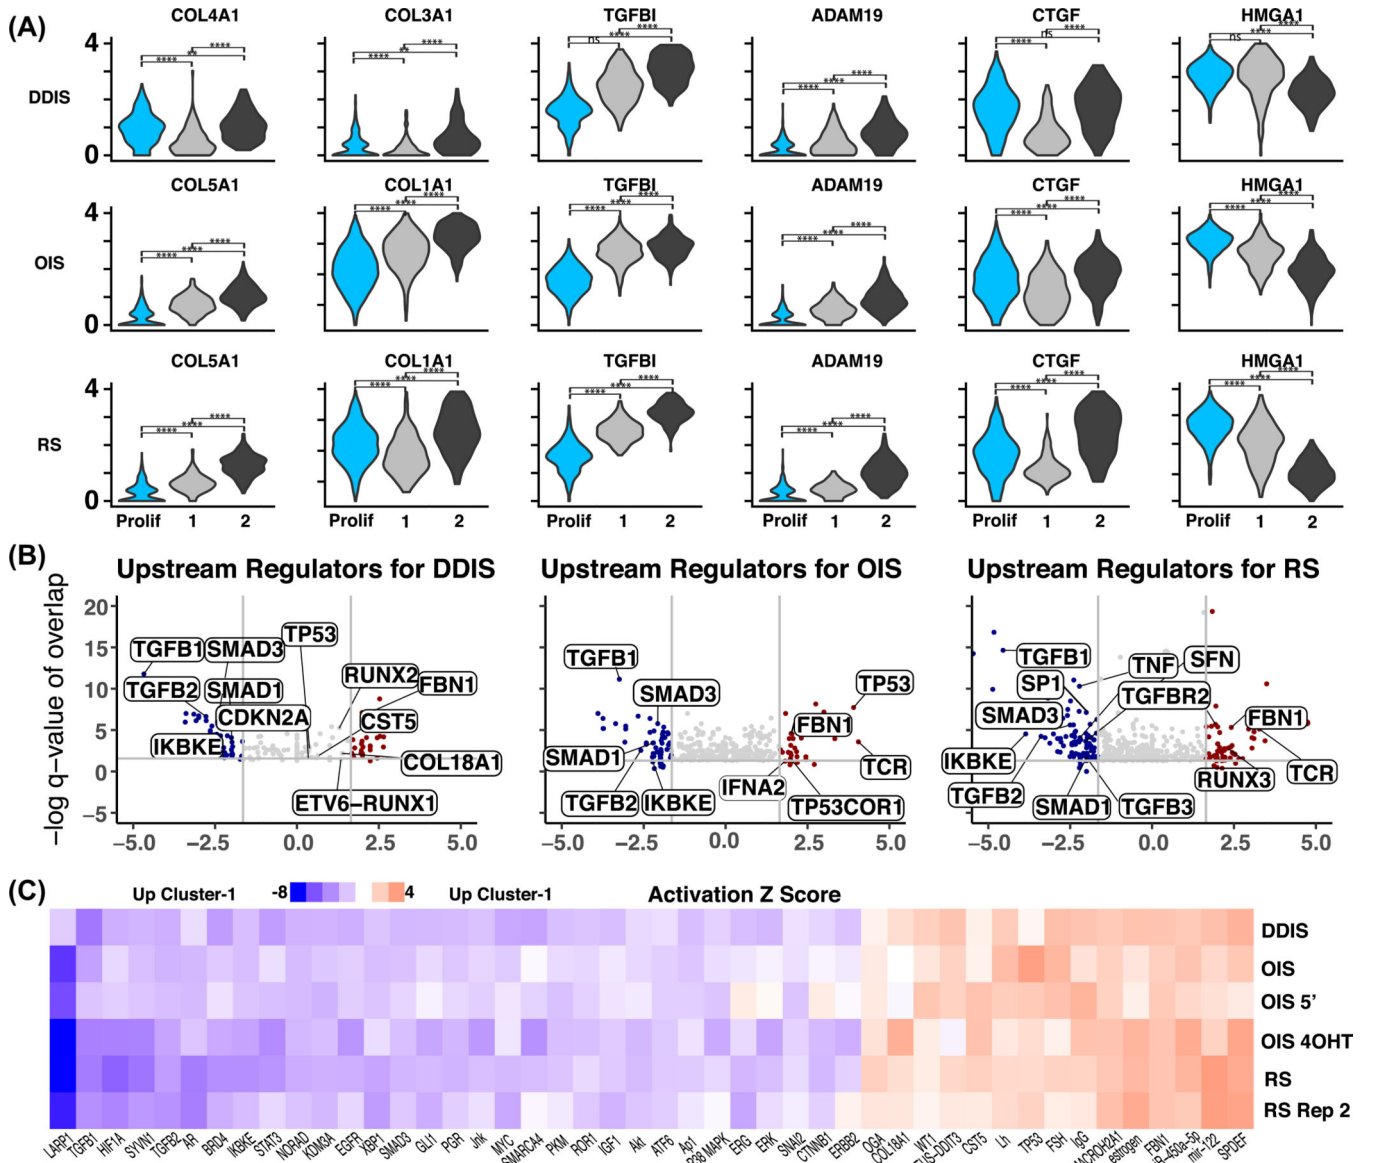 (A)
COL4A1 COL3A1 TGFBI ADAM19 CTGF HMGA1
DDIS
4
0
**** ** ****
**** ** ****
ns **** ****
**** **** ****
**** ns ****
ns **** ****
COL5A1 COL1A1 TGFBI ADAM19 CTGF HMGA1
OIS
4
0
**** **** ****
**** **** ****
**** **** ****
**** **** ****
**** **** ****
**** **** ****
COL5A1 COL1A1 TGFBI ADAM19 CTGF HMGA1
RS
4
0
**** **** ****
**** **** ****
**** **** ****
**** **** ****
**** **** ****
**** **** ****
Prolif 1 2 Prolif 1 2 Prolif 1 2 Prolif 1 2 Prolif 1 2 Prolif 1 2
(B)
Upstream Regulators for DDIS
−log q−value of overlap
20
15
10
5
0
−5
TP53
TGFB1 SMAD3
RUNX2
FBN1
TGFB2 SMAD1
CDKN2A CST5
IKBKE
COL18A1
ETV6−RUNX1
−5.0 −2.5 0.0 2.5 5.0
Upstream Regulators for OIS
TGFB1
SMAD3
TP53
FBN1
SMAD1
TCR
IFNA2
TGFB2 IKBKE TP53COR1
−5.0 −2.5 0.0 2.5 5.0
Upstream Regulators for RS
TGFB1 TNF SFN
SP1
TGFBR2
SMAD3 FBN1
IKBKE
TCR
RUNX3
TGFB2
SMAD1 TGFB3
−5.0 −2.5 0.0 2.5 5.0
(C)
Up Cluster-1 -8 4 Up Cluster-1 Activation Z Score
DDIS
OIS
OIS 5’
OIS 4OHT
RS
RS Rep 2
LARP1 TGFB1 HIF1A SYVN1 TGFB2 AR BRD4 IKBKE STAT3 NORAD KDM3A EGFR XBP1 SMAD3 GLI1 PGR Jnk MYC SMARCA4 PKM ROR1 IGF1 Akt ATF6 Ap1 P38 MAPK ERG ERK SNAI2 CTNNB1 ERBB2 OGA COL18A1 WT1 US−DDIT3 CST5 Lh TP53 FSH IgG MACROH2A1 estrogen FBN1 R−450a−5p mir−122 SPDEF